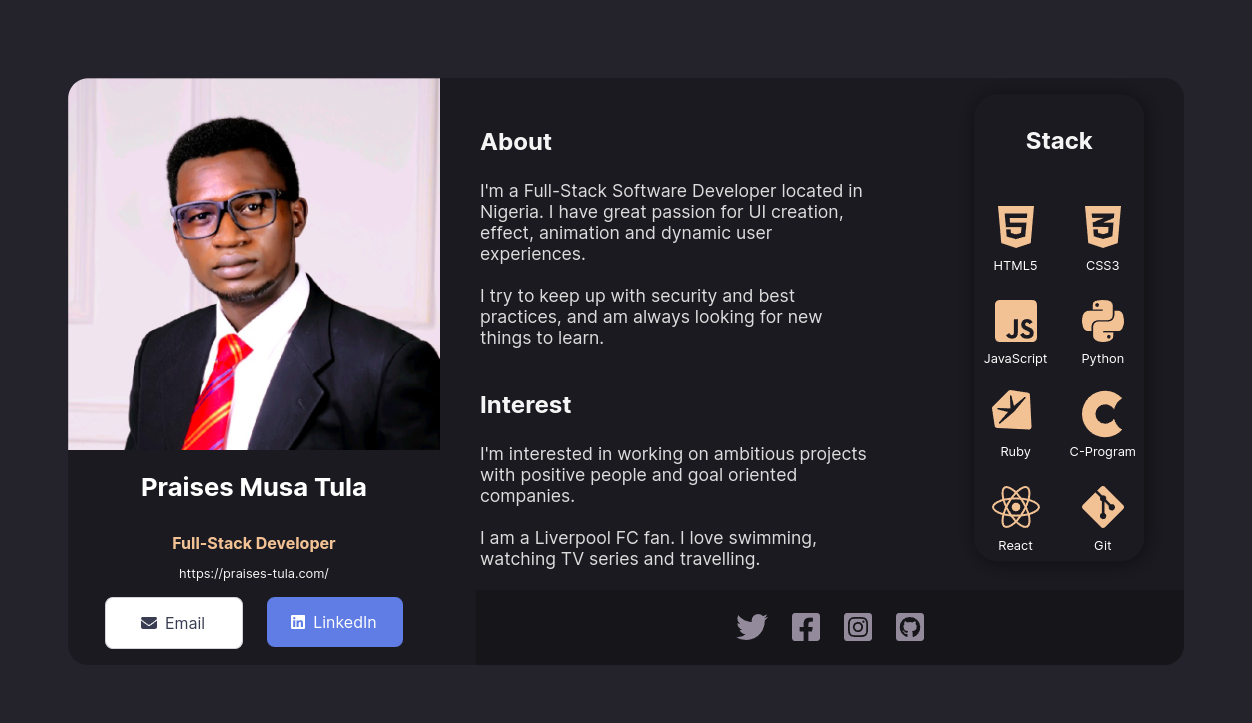 Praises Musa Tula
Full-Stack Developer
https://praises-tula.com/
Email
LinkedIn
About
I'm a Full-Stack Software Developer located in
Nigeria. I have great passion for UI creation,
effect, animation and dynamic user
experiences.
I try to keep up with security and best
practices, and am always looking for new
things to learn.
Interest
I'm interested in working on ambitious projects
with positive people and goal oriented
companies.
I am a Liverpool FC fan. I love swimming,
watching TV series and travelling.
Stack
HTML5
CSS3
JS
JavaScript
Python
Ruby
C-Program
React
Git